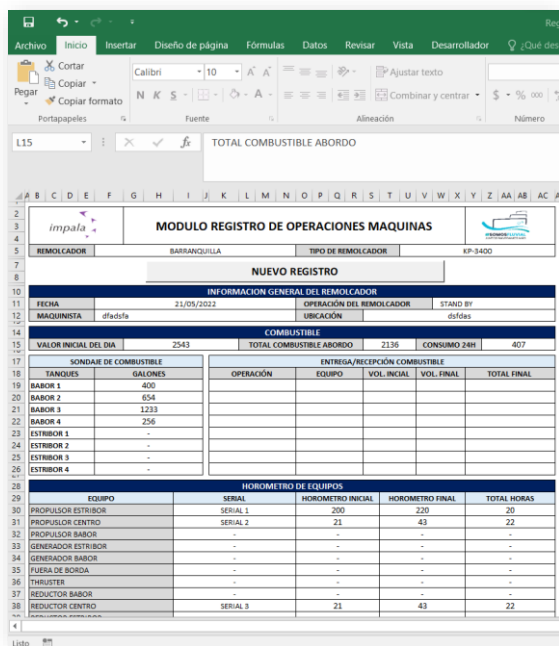 Reg
Archivo Inicio Insertar Diseño de página Fórmulas Datos Revisar Vista Desarrollador ¿Qué des
Pegar
Cortar
Copiar
Copiar formato
Portapapeles
Calibri 10
N K S
Fuente
Ajustar texto
Combinar y centrar
Alineación
$ % 000
Número
L15 fx TOTAL COMBUSTIBLE ABORDO
A B C D E F G H I J K L M N O P Q R S T U V W X Y Z AA AB AC A
impala
MODULO REGISTRO DE OPERACIONES MAQUINAS
REMOLCADOR BARRANQUILLA TIPO DE REMOLCADOR KP-3400
NUEVO REGISTRO
INFORMACION GENERAL DEL REMOLCADOR
FECHA 21/05/2022 OPERACIÓN DEL REMOLCADOR STAND BY
MAQUINISTA dfadsfa UBICACIÓN dsfdas
COMBUSTIBLE
VALOR INICIAL DEL DIA 2543 TOTAL COMBUSTIBLE ABORDO 2136 CONSUMO 24H 407
SONDAJE DE COMBUSTIBLE ENTREGA/RECEPCIÓN COMBUSTIBLE
TANQUES GALONES OPERACIÓN EQUIPO VOL. INCIAL VOL. FINAL TOTAL FINAL
BABOR 1 400
BABOR 2 654
BABOR 3 1233
BABOR 4 256
ESTRIBOR 1 -
ESTRIBOR 2 -
ESTRIBOR 3 -
ESTRIBOR 4 -
HOROMETRO DE EQUIPOS
EQUIPO SERIAL HOROMETRO INICIAL HOROMETRO FINAL TOTAL HORAS
PROPULSOR ESTRIBOR SERIAL 1 200 220 20
PROPUSLOR CENTRO SERIAL 2 21 43 22
PROPULSOR BABOR - - - -
GENERADOR ESTRIBOR - - - -
GENERADOR BABOR - - - -
FUERA DE BORDA - - - -
THRUSTER - - - -
REDUCTOR BABOR - - - -
REDUCTOR CENTRO SERIAL 3 21 43 22
Listo